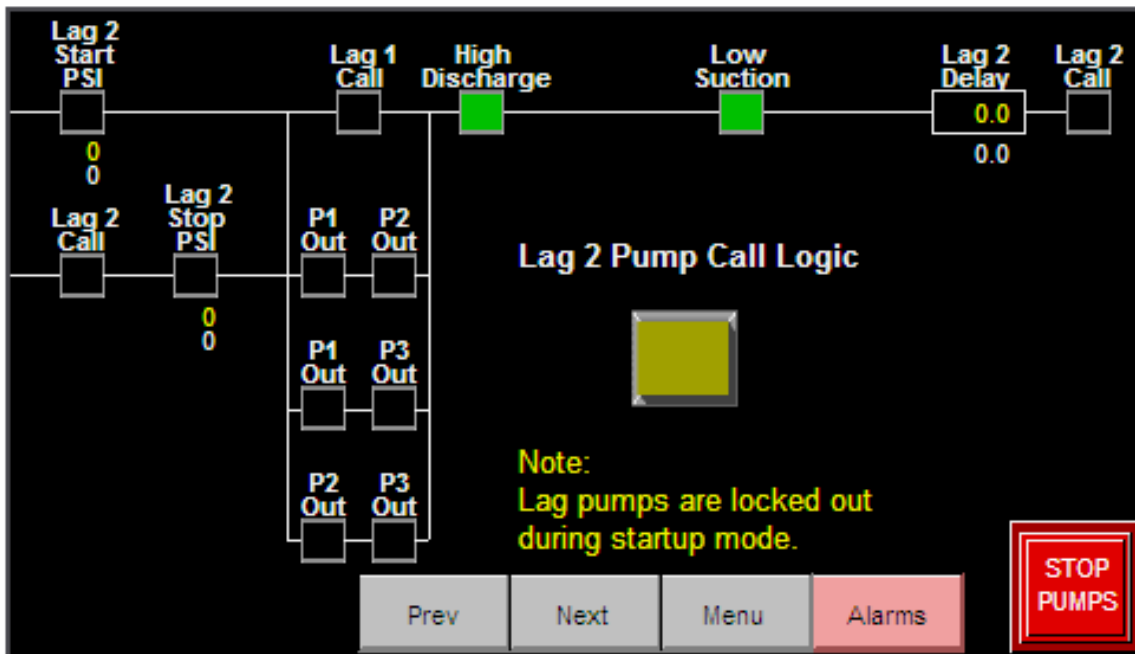 Lag 2
Start
PSI
Lag 1
Call
High
Discharge
Low
Suction
Lag 2
Delay
Lag 2
Call
0.0
0
0
0.0
Lag 2
Call
Lag 2
Stop
PSI
P1
Out
P2
Out
Lag 2 Pump Call Logic
0
0
P1
Out
P3
Out
Note:
Lag pumps are locked out
during startup mode.
P2
Out
P3
Out
Prev
Next
Menu
Alarms
STOP
PUMPS